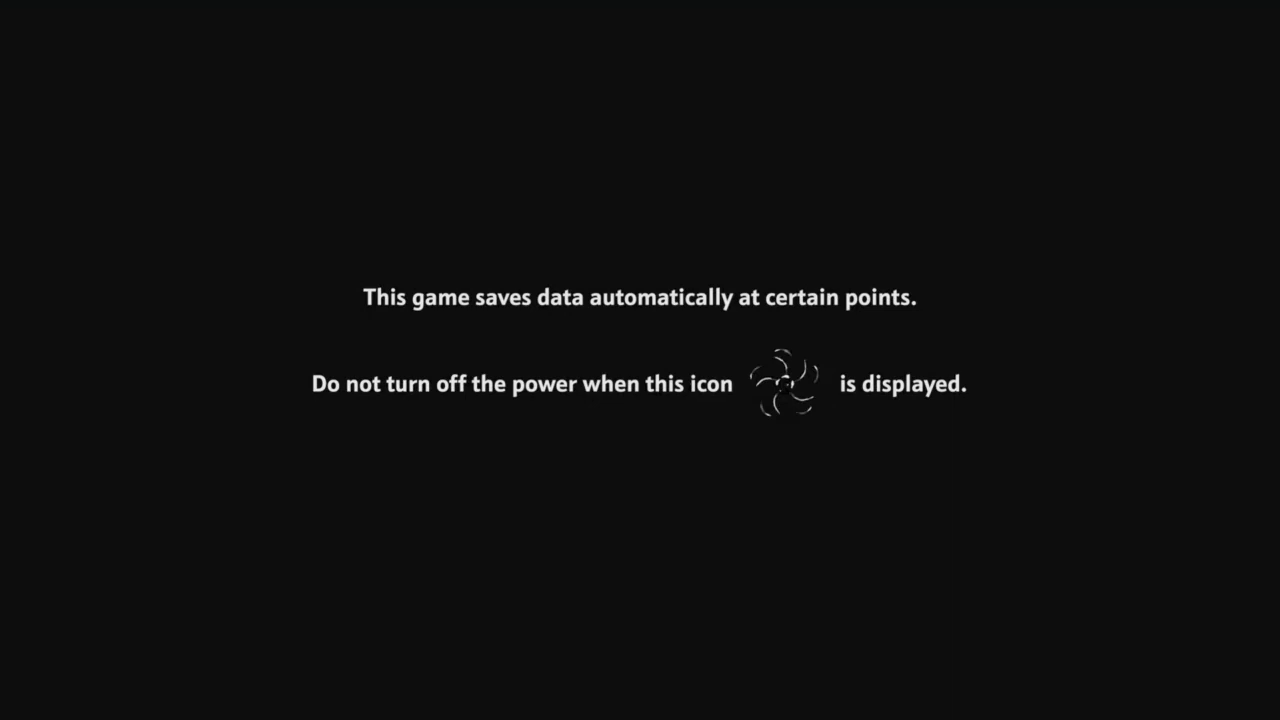 This game saves data automatically at certain points.
Do not turn off the power when this icon is displayed.